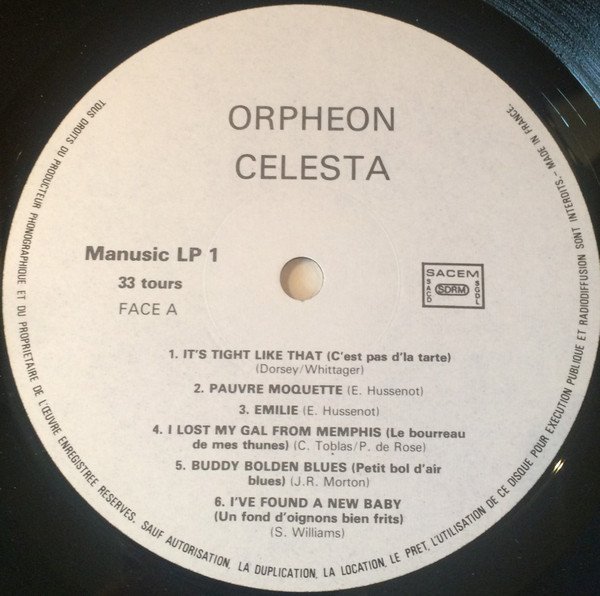 ORPHEON
CELESTA
Manusic LP 1
33 tours
FACE A
SACEM
SACD
SDRM
SGDL
1. IT'S TIGHT LIKE THAT (C'est pas d'la tarte)
(Dorsey/Whittager)
2. PAUVRE MOQUETTE (E. Hussenot)
3. EMILIE (E. Hussenot)
4. I LOST MY GAL FROM MEMPHIS (Le bourreau
de mes thunes) (C. Toblas/P. de Rose)
5. BUDDY BOLDEN BLUES (Petit bol d'air
blues) (J.R. Morton)
6. I'VE FOUND A NEW BABY
(Un fond d'oignons bien frits)
(S. Williams)
TOUS DROITS DU PRODUCTEUR PHONOGRAPHIQUE ET DU PROPRIETAIRE DE L'ŒUVRE ENREGISTREE RESERVES. SAUF AUTORISATION, LA DUPLICATION, LA LOCATION, LE PRET, L'UTILISATION DE CE DISQUE POUR EXECUTION PUBLIQUE ET RADIODIFFUSION SONT INTERDITS. - MADE IN FRANCE.